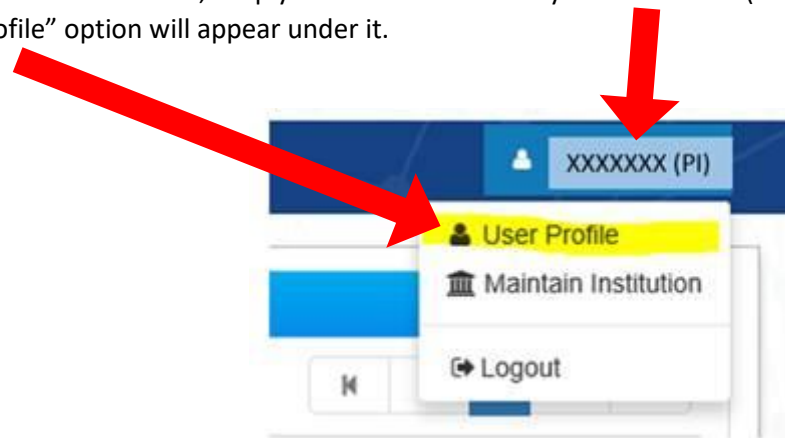 ofile” option will appear under it.
XXXXXXX (PI)
User Profile
Maintain Institution
Logout